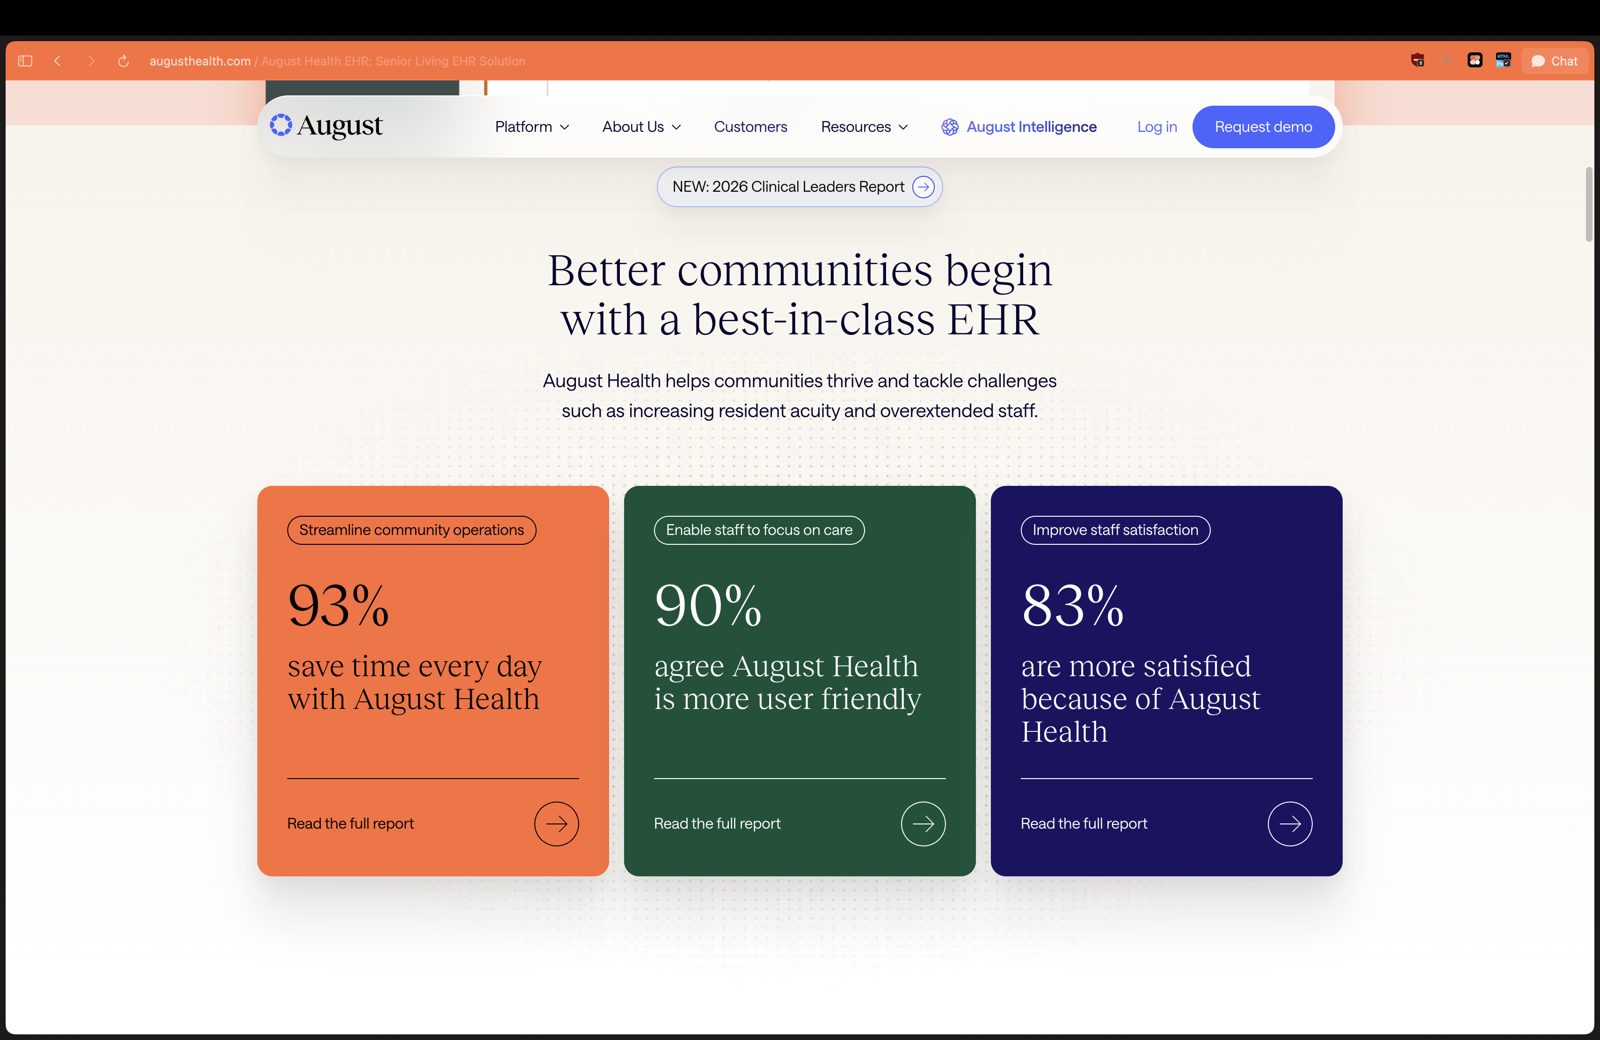 augusthealth.com / August Health EHR: Senior Living EHR Solution
Chat
August
Platform
About Us
Customers
Resources
August Intelligence
Log in
Request demo
NEW: 2026 Clinical Leaders Report
Better communities begin
with a best-in-class EHR
August Health helps communities thrive and tackle challenges
such as increasing resident acuity and overextended staff.
Streamline community operations
93%
save time every day
with August Health
Read the full report
Enable staff to focus on care
90%
agree August Health
is more user friendly
Read the full report
Improve staff satisfaction
83%
are more satisfied
because of August
Health
Read the full report